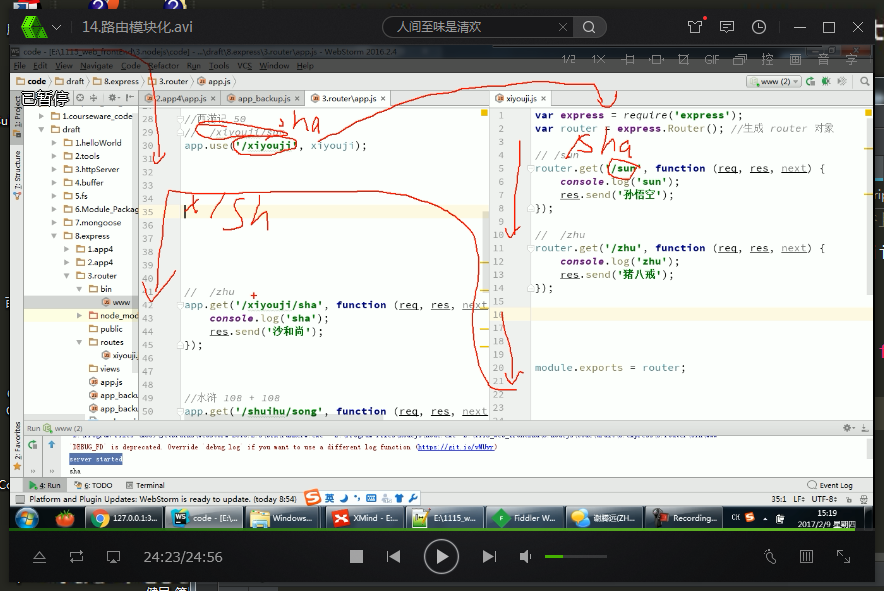 14.路由模块化.avi
人间至味是清欢
code - [E:\1115_web_fromEnd\3.nodejs\code] - ...\draft\8.express\3.router\app.js - WebStorm 2016.2.4
File Edit View Navigate Code Refactor Run Tools VCS Window Help
1/2 1× GIF 控 画 音 字
code draft 8.express 3.router app.js
www (2)
已暂停
2.app4\app.js app_backup.js 3.router\app.js xiyouji.js
1.courseware_code
draft
1.helloWorld
2.tools
3.httpServer
4.buffer
5.fs
6.Module_Packag
7.mongoose
8.express
1.app4
2.app4
3.router
bin
www
node_mod
public
routes
xiyouj
views
app.js
app_backu
app_backu
28 //西游记 50
29 // /xiyouji/sun
30 app.use('/xiyouji', xiyouji);
31
32
33
34
35
36
37
38
39
40
41 // /zhu
42 app.get('/xiyouji/sha', function (req, res, next
43 console.log('sha');
44 res.send('沙和尚');
45 });
46
47
48
49 //水浒 108 + 108
50 app.get('/shuihu/song', function (req, res, next
sha
/sh
1 var express = require('express');
2 var router = express.Router(); //生成 router 对象
3
4 // /sun
5 router.get('/sun', function (req, res, next) {
6 console.log('sun');
7 res.send('孙悟空');
8 });
9
10 // /zhu
11 router.get('/zhu', function (req, res, next) {
12 console.log('zhu');
13 res.send('猪八戒');
14 });
15
16
17
18
19
20 module.exports = router;
21
22
23
/sha
Run www (2)
DEBUG_FD is deprecated. Override debug.log if you want to use a different log function (https://git.io/vMUyr)
server started
sha
4: Run 6: TODO Terminal Event Log
Platform and Plugin Updates: WebStorm is ready to update. (today 8:54)
英
35:1 LF÷ UTF-8÷
127.0.0.1:3... code - [E:\... Windows... XMind - E:... E:\1115_w... Fiddler W... Recording...
CH 15:19
2017/2/9 星期四
24:23/24:56